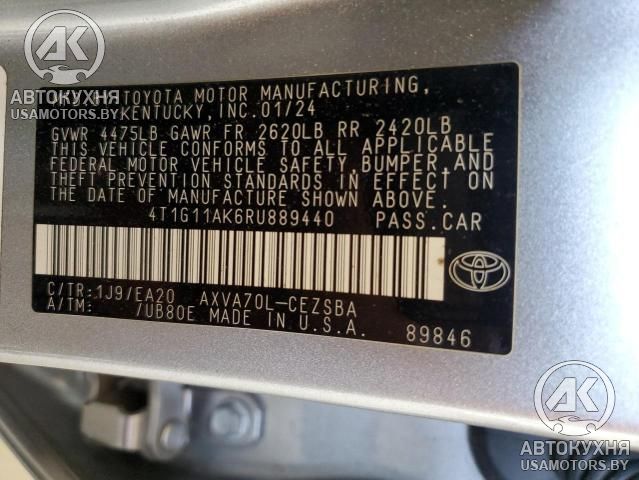 AK
АВТОКУХНЯ
USAMOTORS.BY
TOYOTA MOTOR MANUFACTURING,
KENTUCKY, INC. 01/24
GVWR 4475LB GAWR FR 2620LB RR 2420LB
THIS VEHICLE CONFORMS TO ALL APPLICABLE
FEDERAL MOTOR VEHICLE SAFETY, BUMPER, AND
THEFT PREVENTION STANDARDS IN EFFECT ON
THE DATE OF MANUFACTURE SHOWN ABOVE.
4T1G11AK6RU889440 PASS.CAR
C/TR:1J9/EA20 AXVA70L-CEZSBA
A/TM: /UB80E MADE IN U.S.A. 89846
AK
АВТОКУХНЯ
USAMOTORS.BY